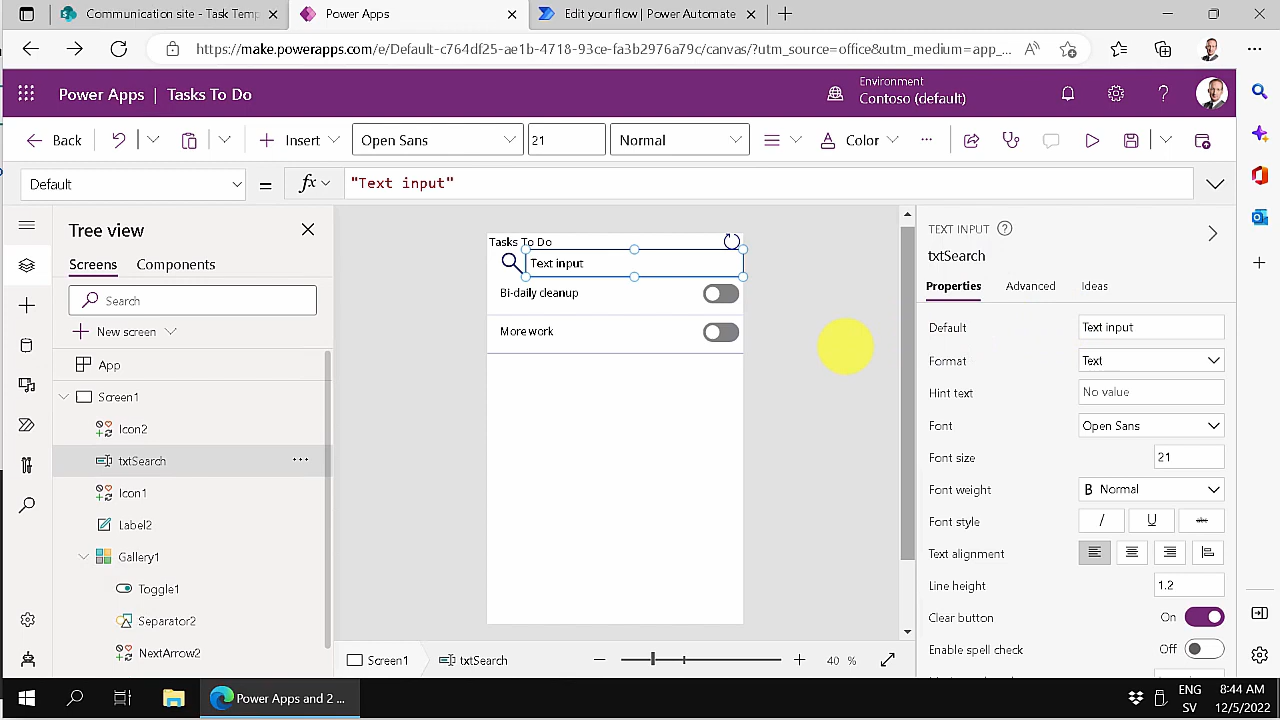 Communication site - Task Temp
Power Apps
Edit your flow | Power Automate
https://make.powerapps.com/e/Default-c764df25-ae1b-4718-93ce-fa3b2976a79c/canvas/?utm_source=office&utm_medium=app_...
Power Apps | Tasks To Do
Environment
Contoso (default)
Back
Insert
Open Sans
21
Normal
Color
Default
=
fx
"Text input"
Tree view
Screens
Components
Search
New screen
App
Screen1
Icon2
txtSearch
Icon1
Label2
Gallery1
Toggle1
Separator2
NextArrow2
Tasks To Do
Text input
Bi-daily cleanup
More work
Screen1
txtSearch
40 %
TEXT INPUT
txtSearch
Properties
Advanced
Ideas
Default
Text input
Format
Text
Hint text
No value
Font
Open Sans
Font size
21
Font weight
B Normal
Font style
/ U abc
Text alignment
Line height
1.2
Clear button
On
Enable spell check
Off
Power Apps and 2 ...
ENG
SV
8:44 AM
12/5/2022